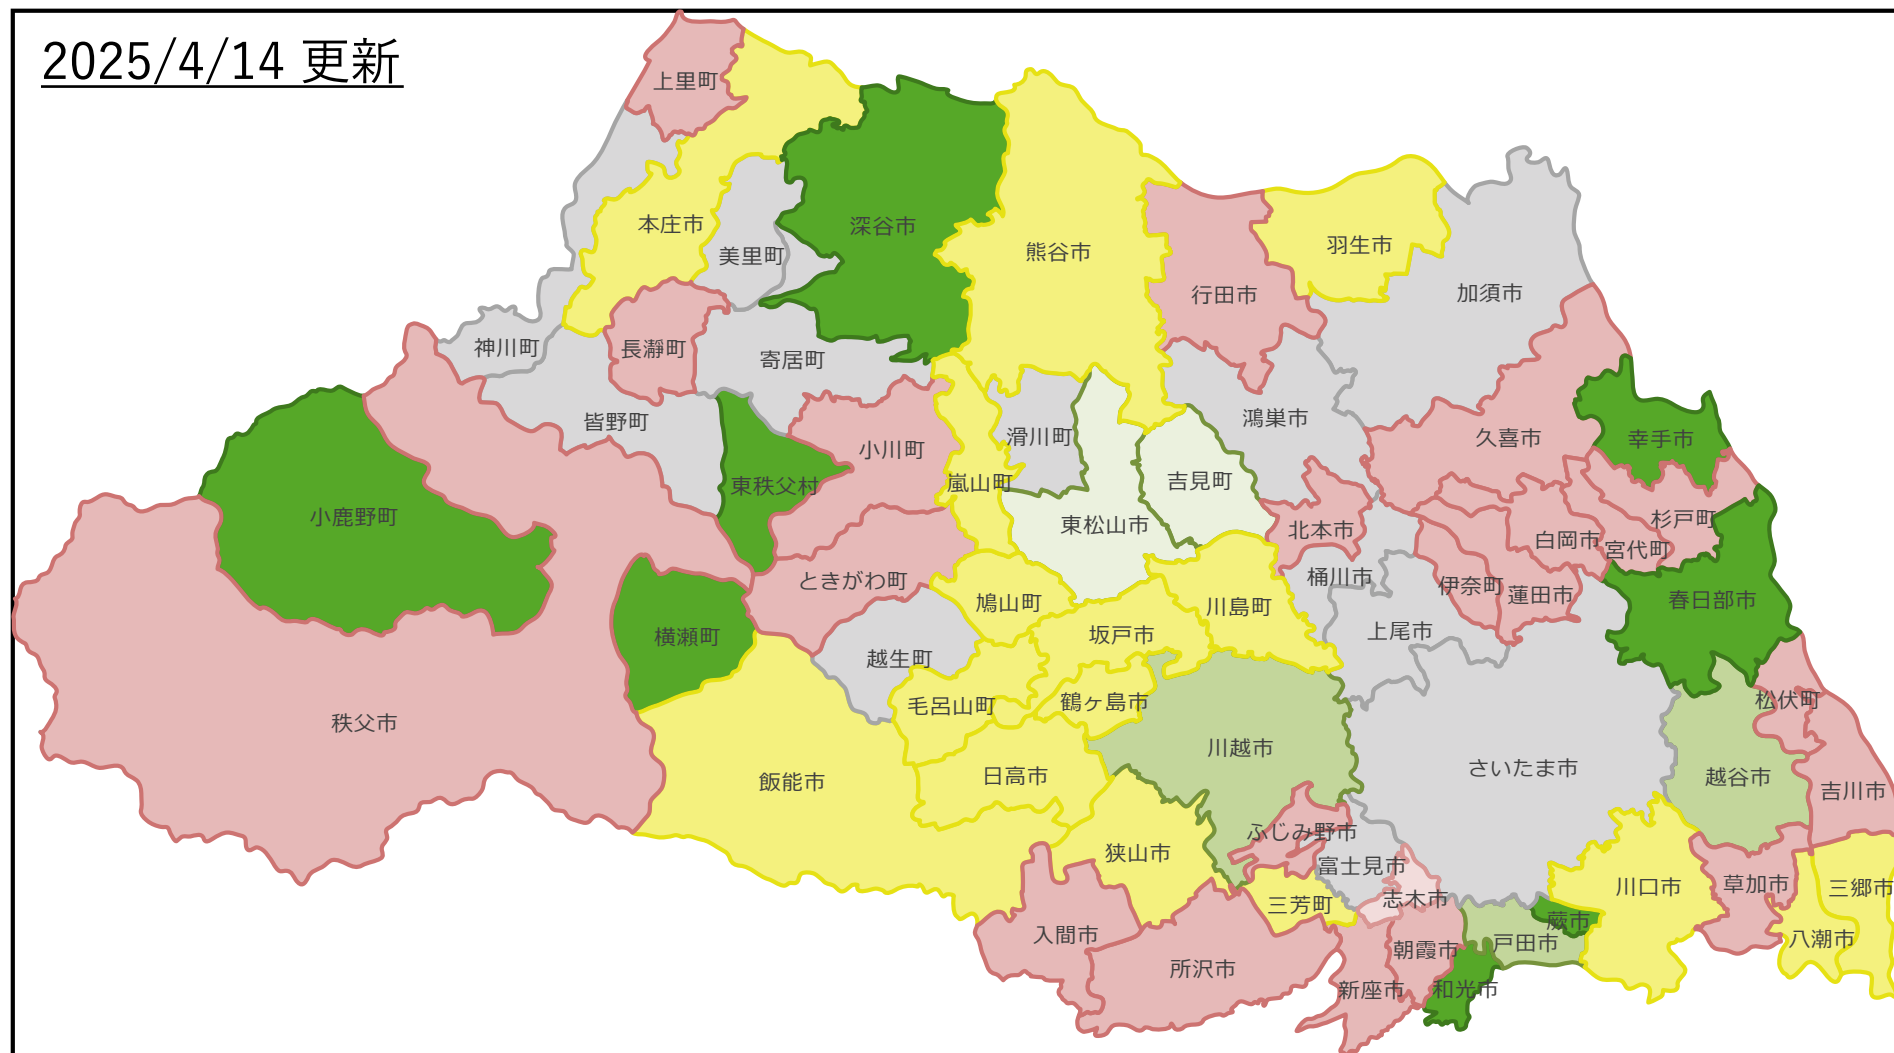 2025/4/14 更新
上里町
本庄市
美里町
深谷市
熊谷市
羽生市
行田市
加須市
神川町
長瀞町
寄居町
皆野町
小川町
滑川町
鴻巣市
久喜市
幸手市
東秩父村
嵐山町
吉見町
小鹿野町
東松山市
北本市
杉戸町
白岡市
宮代町
ときがわ町
桶川市
伊奈町
蓮田市
鳩山町
川島町
春日部市
横瀬町
坂戸市
上尾市
越生町
毛呂山町
鶴ヶ島市
松伏町
秩父市
川越市
さいたま市
飯能市
日高市
越谷市
吉川市
ふじみ野市
狭山市
富士見市
川口市
草加市
三郷市
三芳町
志木市
蕨市
入間市
朝霞市
戸田市
八潮市
所沢市
新座市
和光市